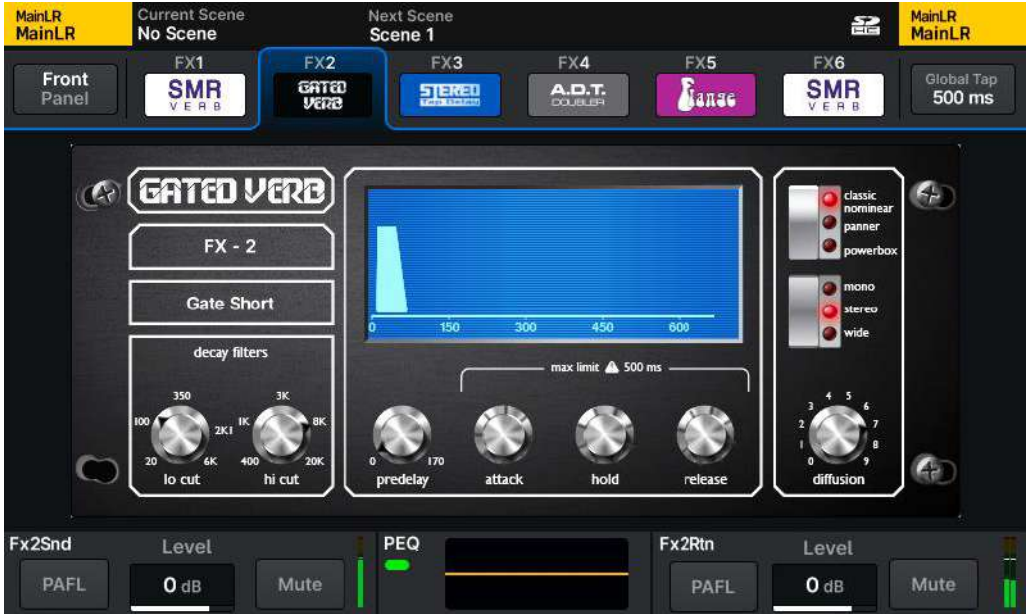 MainLR
MainLR
Current Scene
No Scene
Next Scene
Scene 1
MainLR
MainLR
Front
Panel
FX1
SMR
VERB
FX2
GATED
VERB
FX3
STEREO
Tap Delay
FX4
A.D.T.
DOUBLER
FX5
flange
FX6
SMR
VERB
Global Tap
500 ms
GATED VERB
FX - 2
Gate Short
decay filters
350
100
2K1
20
6K
lo cut
3K
1K
8K
400
20K
hi cut
0
150
300
450
600
max limit ⚠ 500 ms
0
170
predelay
attack
hold
release
classic
nominear
panner
powerbox
mono
stereo
wide
0
1
2
3
4
5
6
7
8
9
diffusion
Fx2Snd
Level
PAFL
0 dB
Mute
PEQ
Fx2Rtn
Level
PAFL
0 dB
Mute